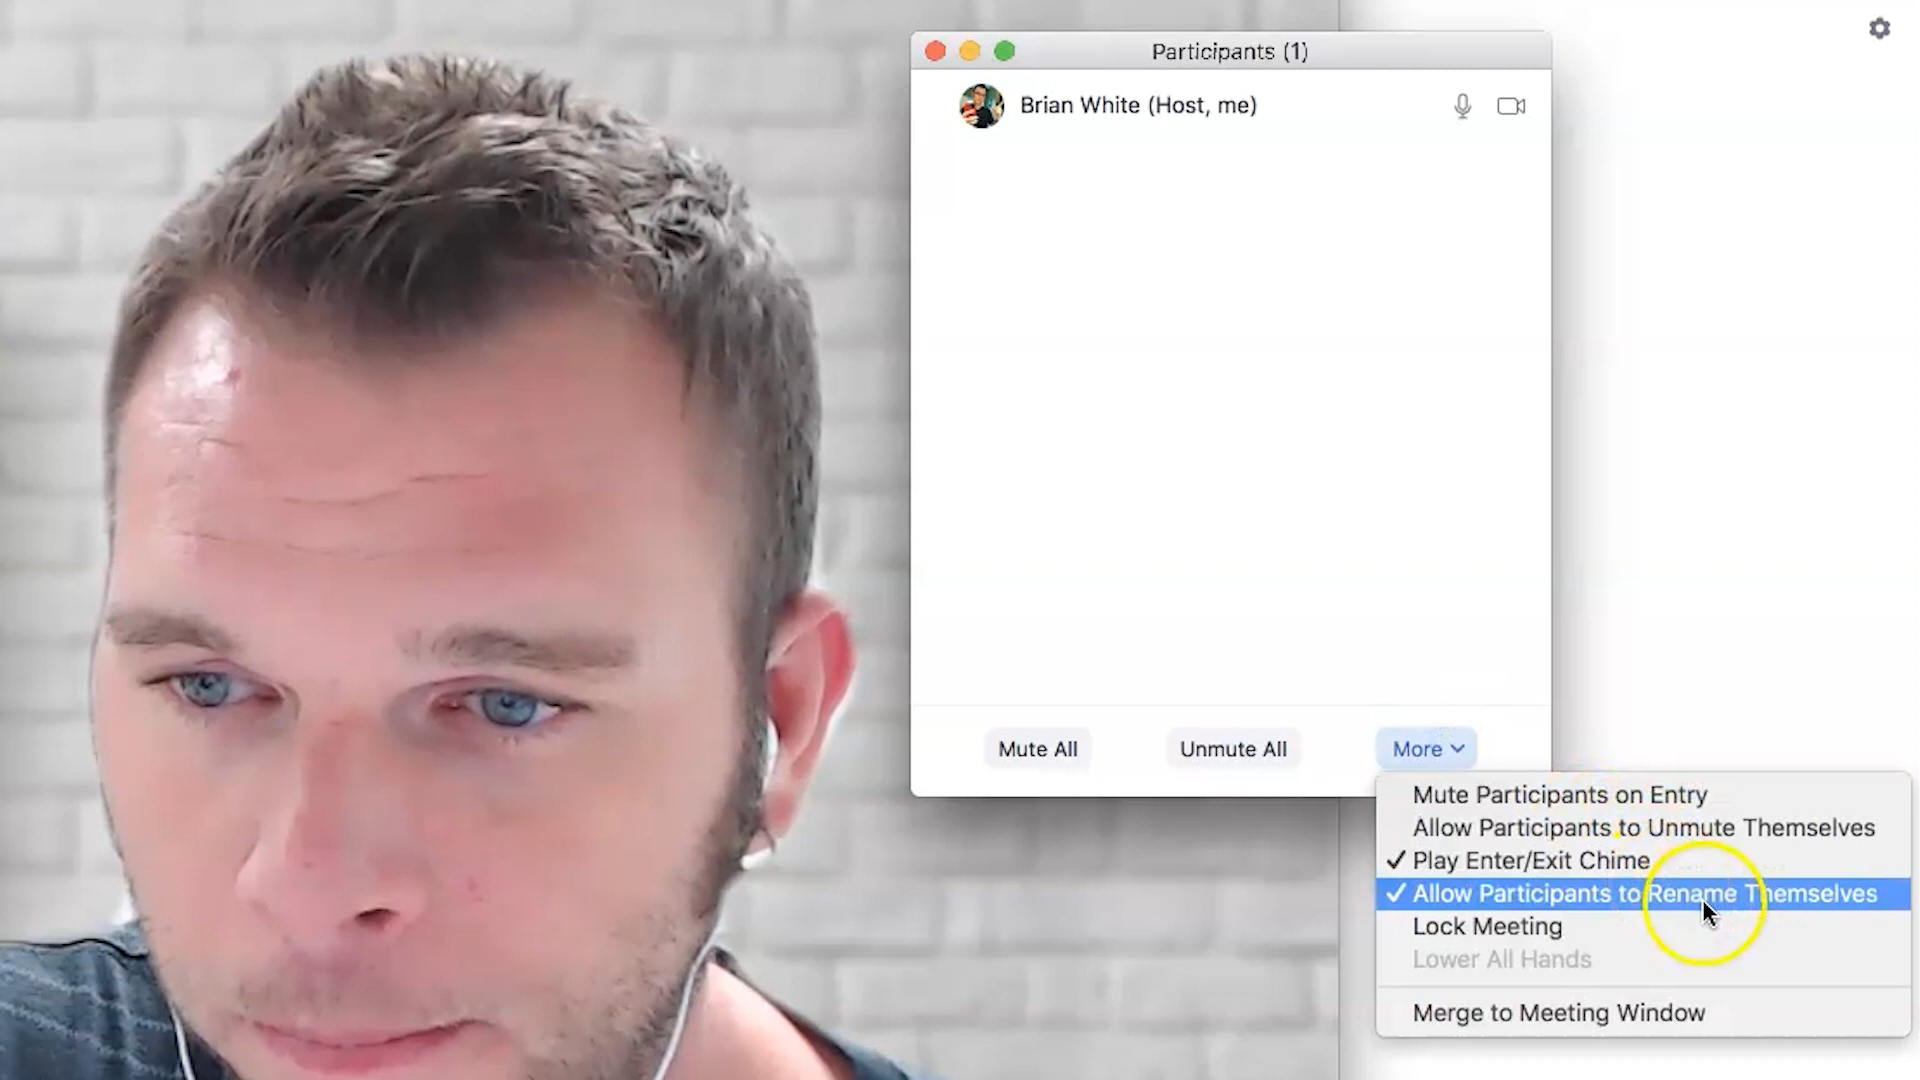 Participants (1)
Brian White (Host, me)
Mute All
Unmute All
More
Mute Participants on Entry
Allow Participants to Unmute Themselves
✓ Play Enter/Exit Chime
✓ Allow Participants to Rename Themselves
Lock Meeting
Lower All Hands
Merge to Meeting Window